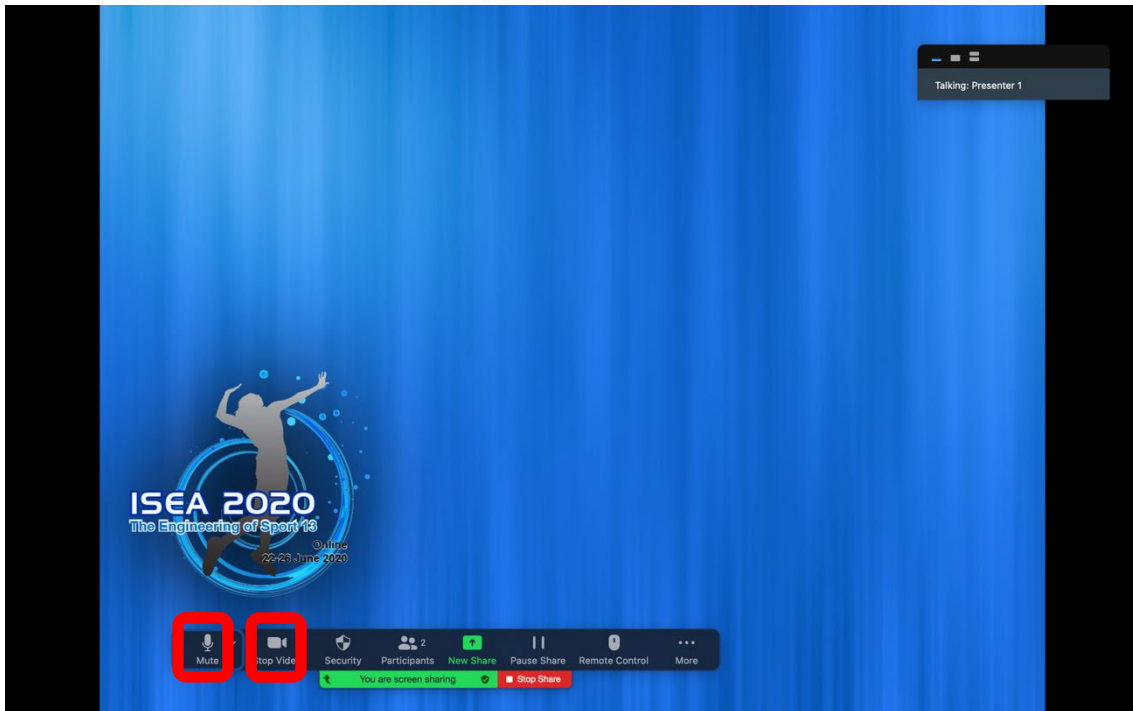 Talking: Presenter 1
ISEA 2020
The Engineering of Sport 13
Online
22-26 June 2020
Mute
Stop Vide
Security
Participants
2
New Share
Pause Share
Remote Control
More
You are screen sharing
Stop Share